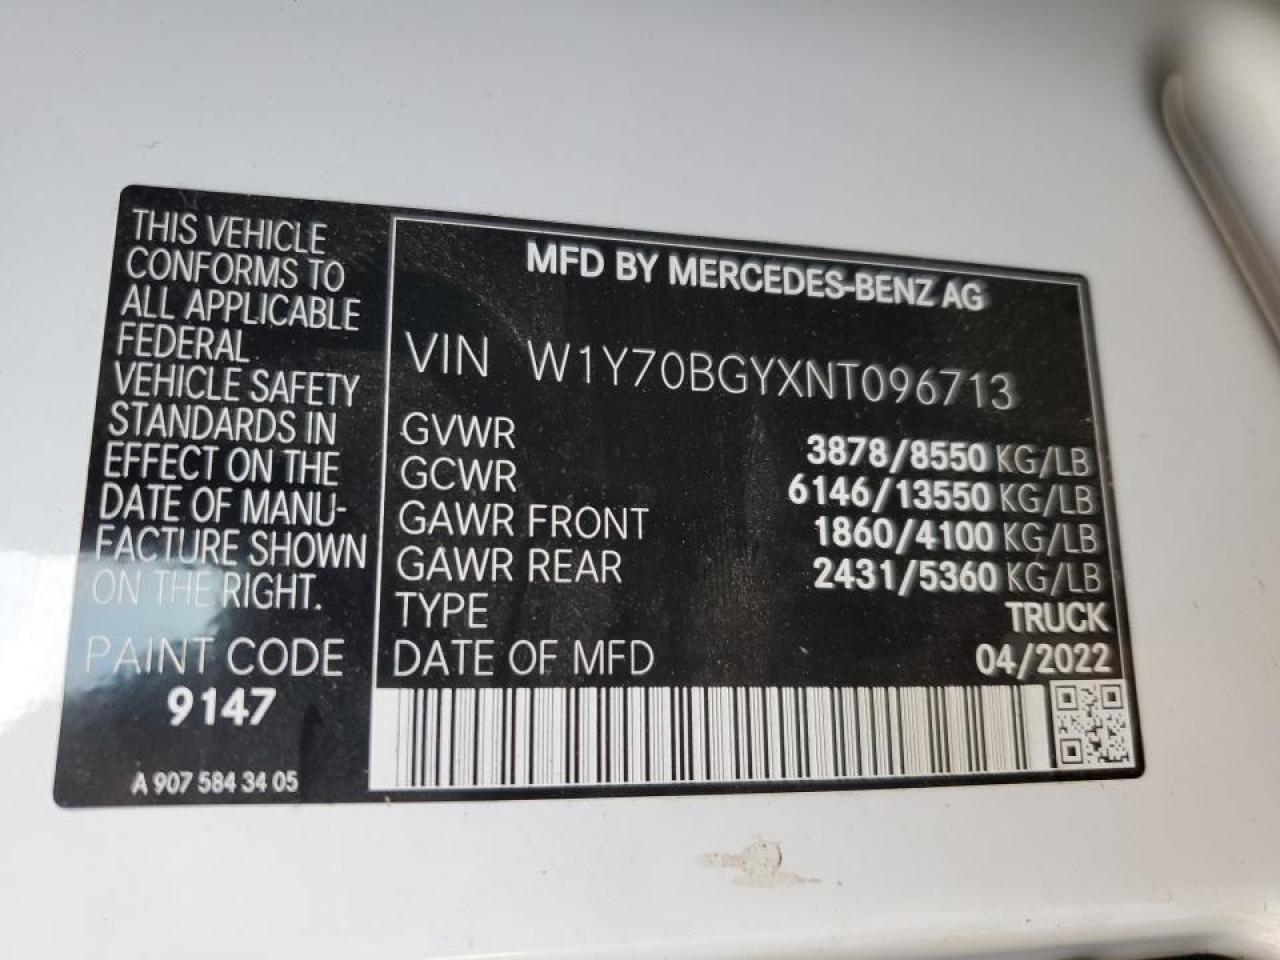 THIS VEHICLE
CONFORMS TO
ALL APPLICABLE
FEDERAL
VEHICLE SAFETY
STANDARDS IN
EFFECT ON THE
DATE OF MANU-
FACTURE SHOWN
ON THE RIGHT.
PAINT CODE
9147
A 907 584 34 05
MFD BY MERCEDES-BENZ AG
VIN W1Y70BGYXNT096713
GVWR 3878/8550 KG/LB
GCWR 6146/13550 KG/LB
GAWR FRONT 1860/4100 KG/LB
GAWR REAR 2431/5360 KG/LB
TYPE TRUCK
DATE OF MFD 04/2022